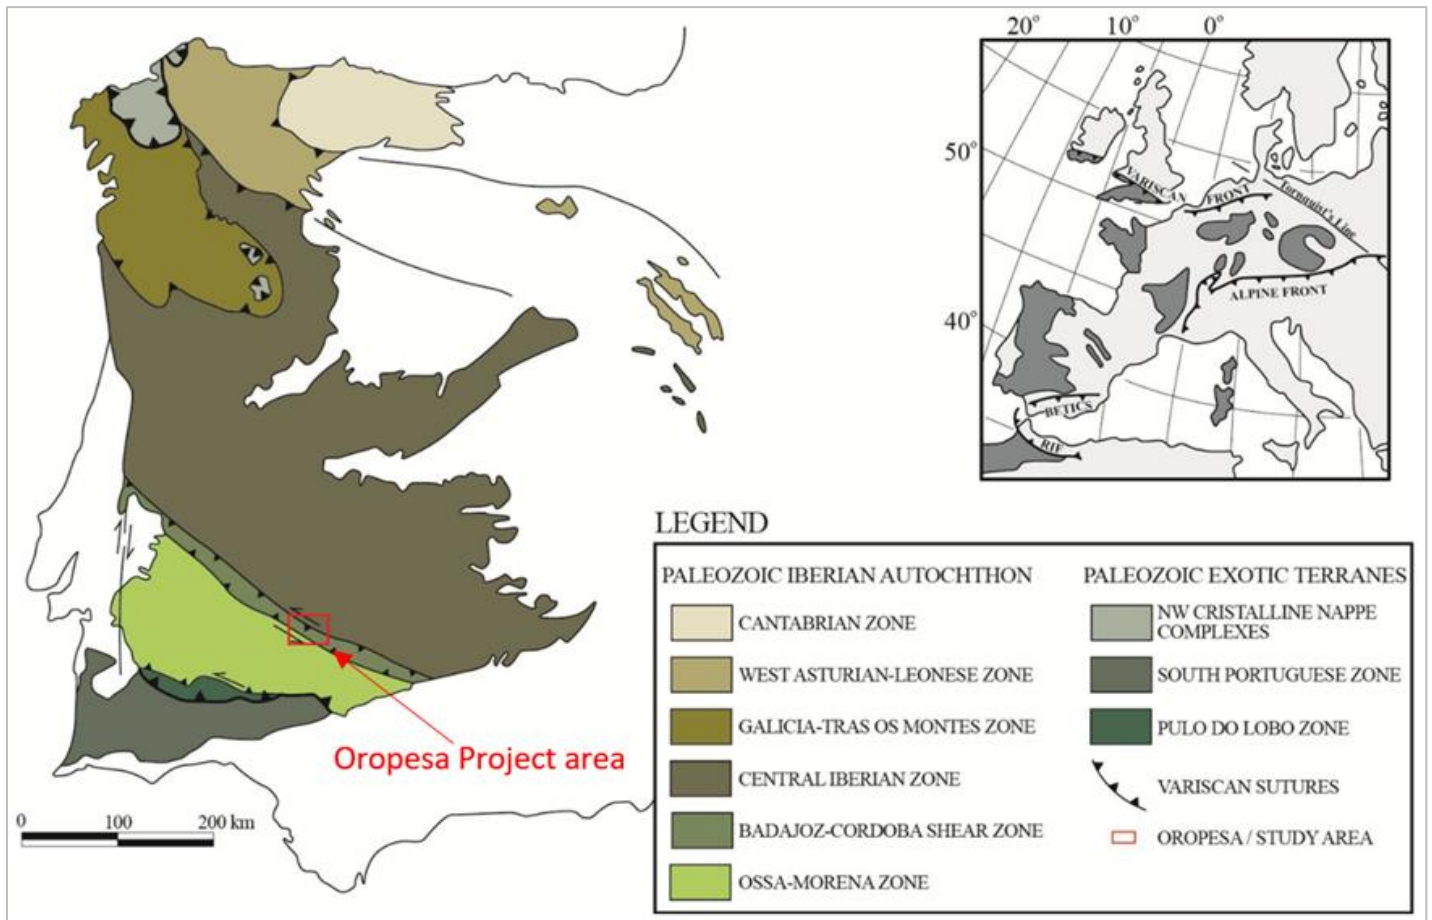 20° 10° 0°
50°
40°
VARISCAN
FRONT
Tornquist's Line
ALPINE FRONT
BETICS
RIF
Oropesa Project area
0 100 200 km
LEGEND
PALEOZOIC IBERIAN AUTOCHTHON
CANTABRIAN ZONE
WEST ASTURIAN-LEONESE ZONE
GALICIA-TRAS OS MONTES ZONE
CENTRAL IBERIAN ZONE
BADAJOZ-CORDOBA SHEAR ZONE
OSSA-MORENA ZONE
PALEOZOIC EXOTIC TERRANES
NW CRISTALLINE NAPPE
COMPLEXES
SOUTH PORTUGUESE ZONE
PULO DO LOBO ZONE
VARISCAN SUTURES
OROPESA / STUDY AREA